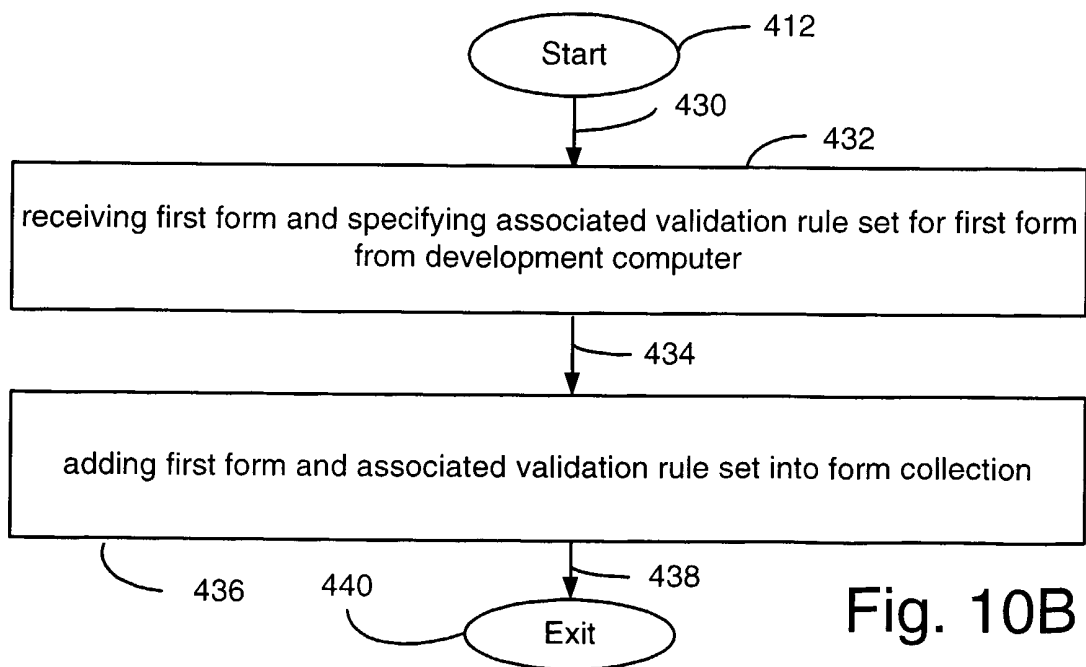 Start
412
430
432
receiving first form and specifying associated validation rule set for first form
from development computer
434
adding first form and associated validation rule set into form collection
436
440
438
Exit
Fig. 10B